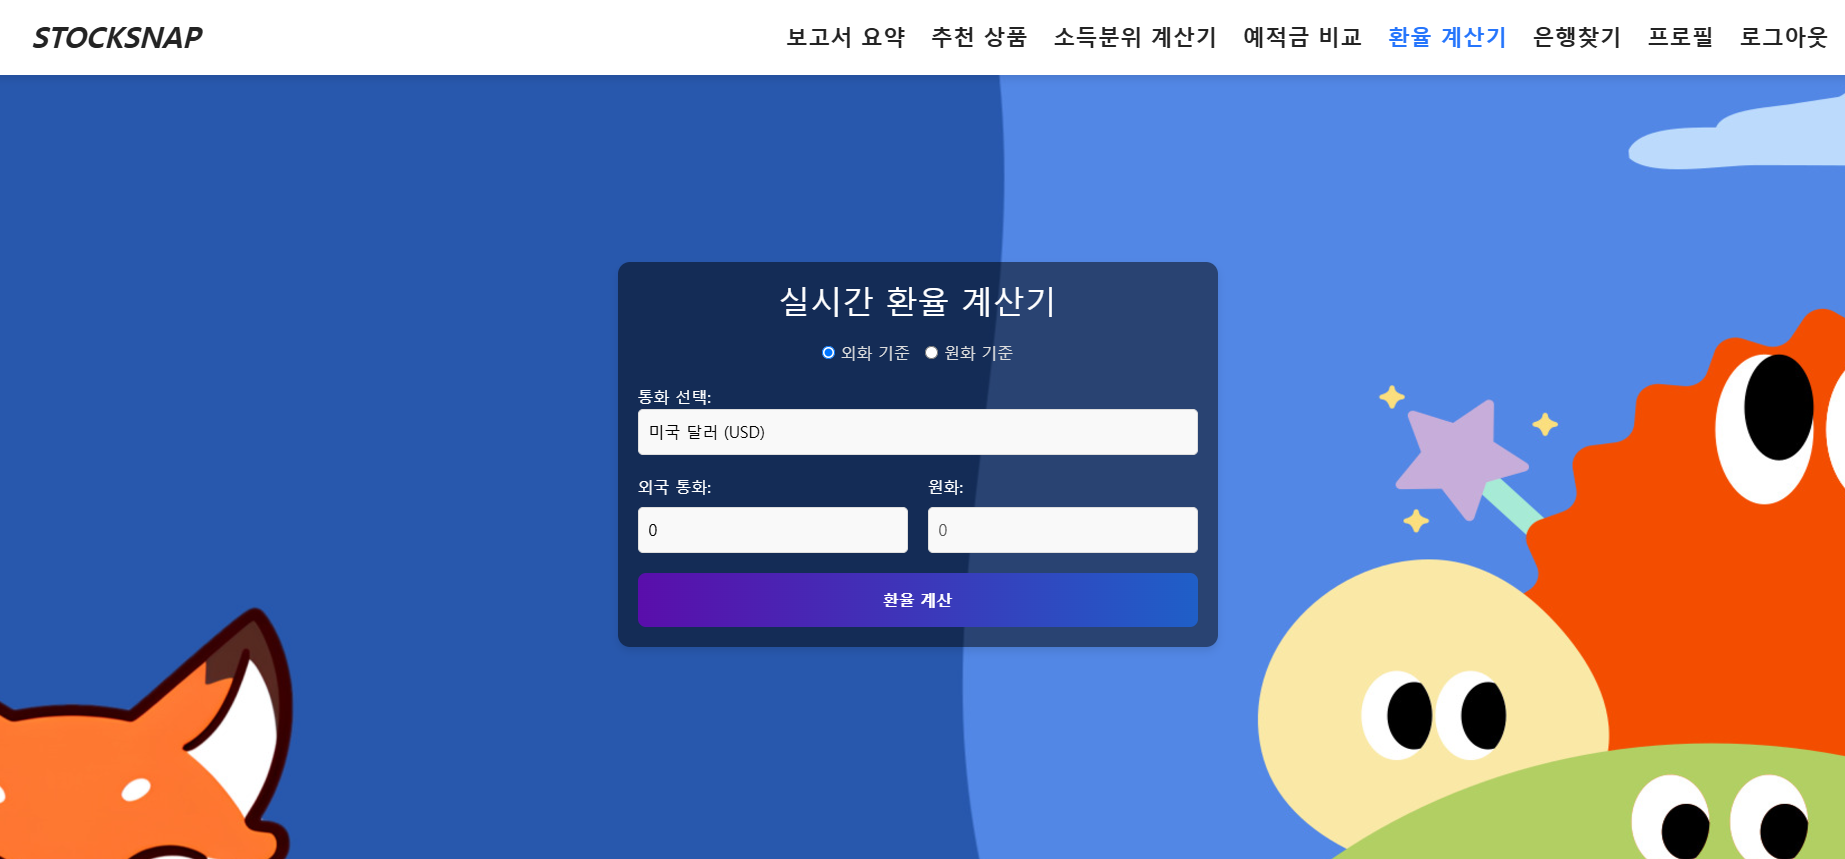 STOCKSNAP 보고서 요약 추천 상품 소득분위 계산기 예적금 비교 환율 계산기 은행찾기 프로필 로그아웃
실시간 환율 계산기
외화 기준 원화 기준
통화 선택:
미국 달러 (USD)
외국 통화: 원화:
0 0
환율 계산